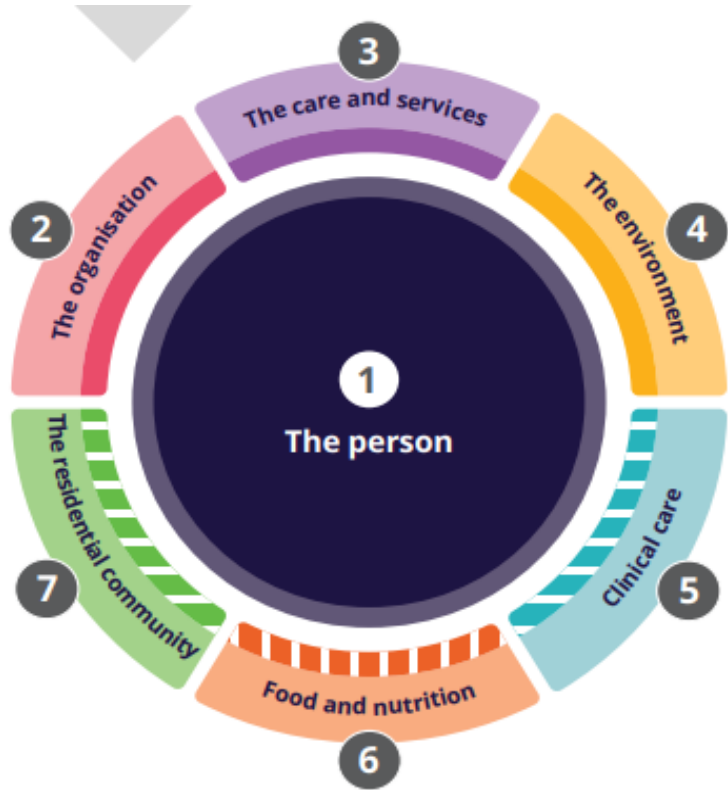 3
The care and services
2
The organisation
4
The environment
1
The person
7
The residential community
5
Clinical care
6
Food and nutrition